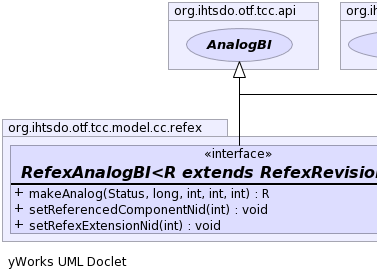 org.ihtsdo.otf.tcc.api
org.i
AnalogBI
org.ihtsdo.otf.tcc.model.cc.refex
«interface»
RefexAnalogBI<R extends RefexRevision
+ makeAnalog(Status, long, int, int, int) : R
+ setReferencedComponentNid(int) : void
+ setRefexExtensionNid(int) : void
yWorks UML Doclet